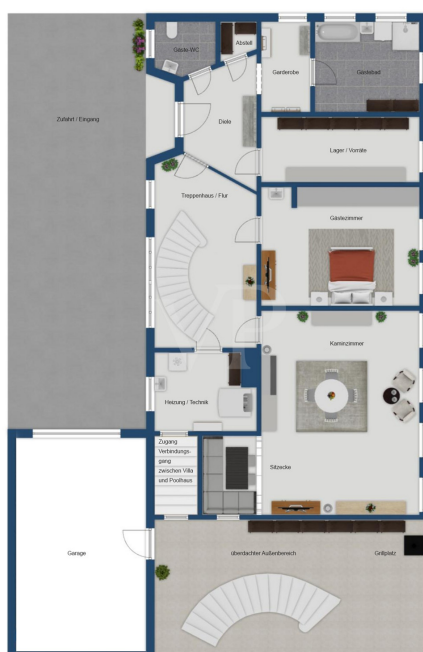 Gäste-WC
Abstell
Garderobe
Gästebad
Zufahrt / Eingang
Diele
Lager / Vorräte
Treppenhaus / Flur
Gästezimmer
VP
Kaminzimmer
Heizung / Technik
Zugang
Verbindungs-
gang
zwischen Villa
und Poolhaus
Sitzecke
Garage
überdachter Außenbereich
Grillplatz